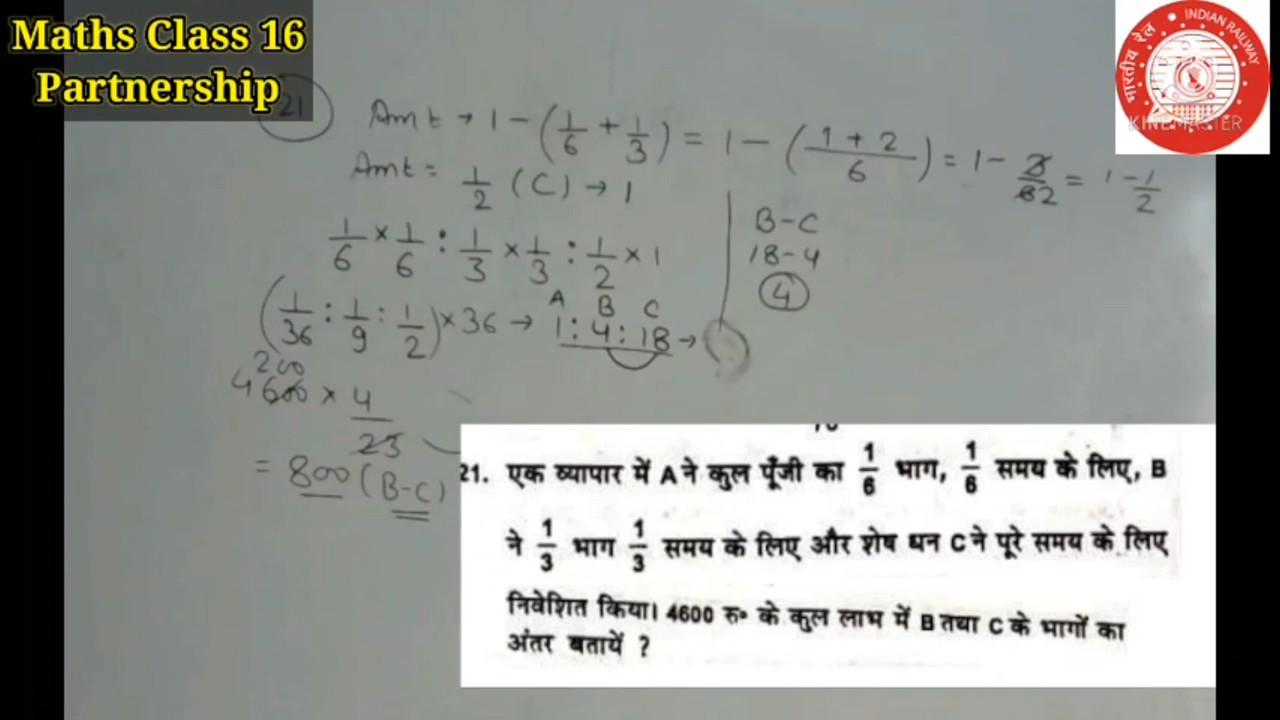 Maths Class 16
Partnership
भारतीय रेल INDIAN RAILWAY
KINEMASTER
21
Amt → 1 - (1/6 + 1/3) = 1 - (1 + 2 / 6) = 1 - 3/6 2 = 1 - 1/2
Amt = 1/2 (C) → 1
1/6 × 1/6 : 1/3 × 1/3 : 1/2 × 1
(1/36 : 1/9 : 1/2) × 36 → 1 : 4 : 18 →
A B C
B-C
18-4
4
200
4600 × 4/23
= 800 (B-C)
21. एक व्यापार में A ने कुल पूँजी का 1/6 भाग, 1/6 समय के लिए, B
ने 1/3 भाग 1/3 समय के लिए और शेष धन C ने पूरे समय के लिए
निवेशित किया। 4600 रु० के कुल लाभ में B तथा C के भागों का
अंतर बतायें ?